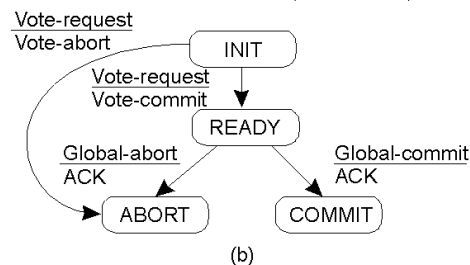 Vote-request
Vote-abort
INIT
Vote-request
Vote-commit
READY
Global-abort
ACK
Global-commit
ACK
ABORT
COMMIT
(b)